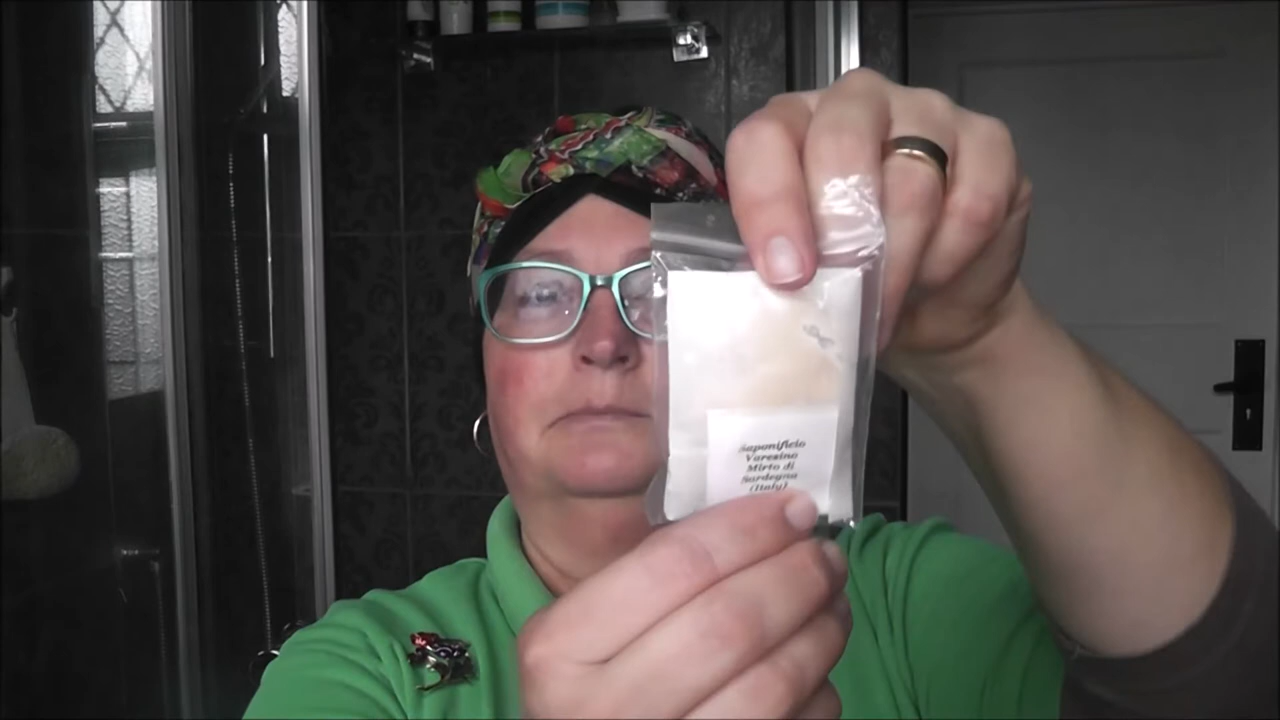 Saponificio
Varesino
Mirto di
Sardegna
(Italy)